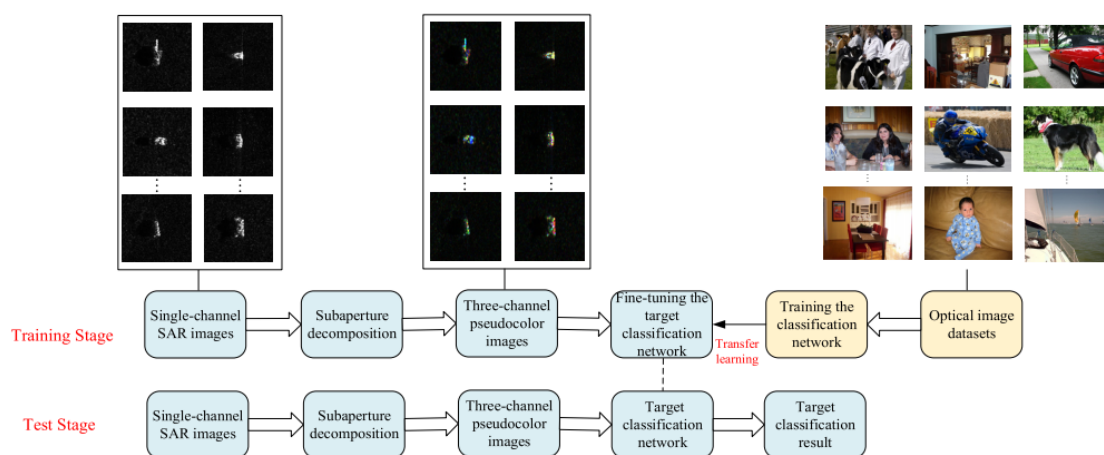 Training Stage
Single-channel
SAR images
Subaperture
decomposition
Three-channel
pseudocolor
images
Fine-tuning the
target
classification
network
Transfer
learning
Training the
classification
network
Optical image
datasets
Test Stage
Single-channel
SAR images
Subaperture
decomposition
Three-channel
pseudocolor
images
Target
classification
network
Target
classification
result